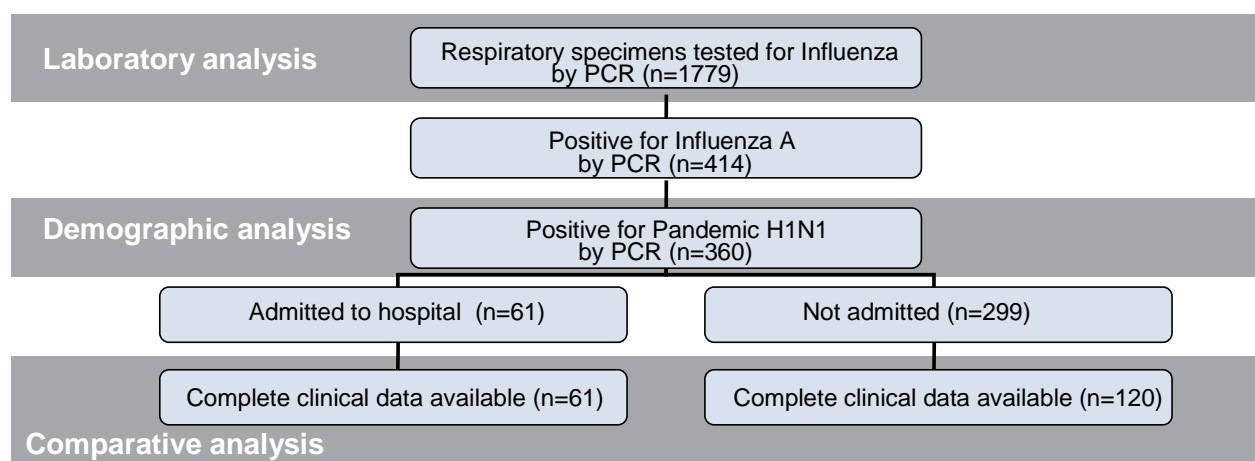 Laboratory analysis
Respiratory specimens tested for Influenza
by PCR (n=1779)
Positive for Influenza A
by PCR (n=414)
Demographic analysis
Positive for Pandemic H1N1
by PCR (n=360)
Admitted to hospital (n=61)
Not admitted (n=299)
Complete clinical data available (n=61)
Complete clinical data available (n=120)
Comparative analysis